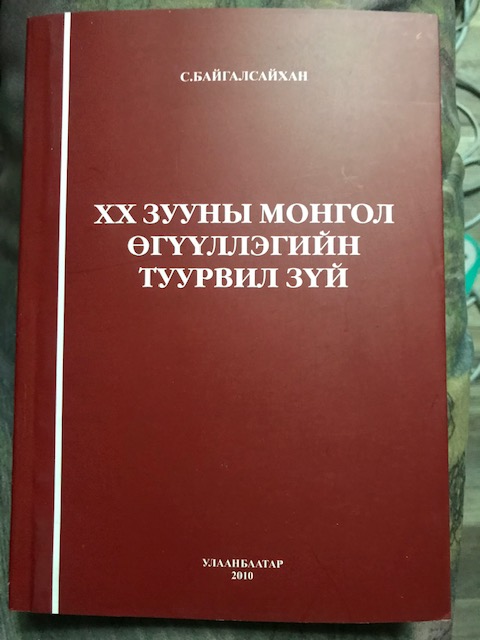 С.БАЙГАЛСАЙХАН
XX ЗУУНЫ МОНГОЛ
ӨГҮҮЛЛЭГИЙН
ТУУРВИЛ ЗҮЙ
УЛААНБААТАР
2010